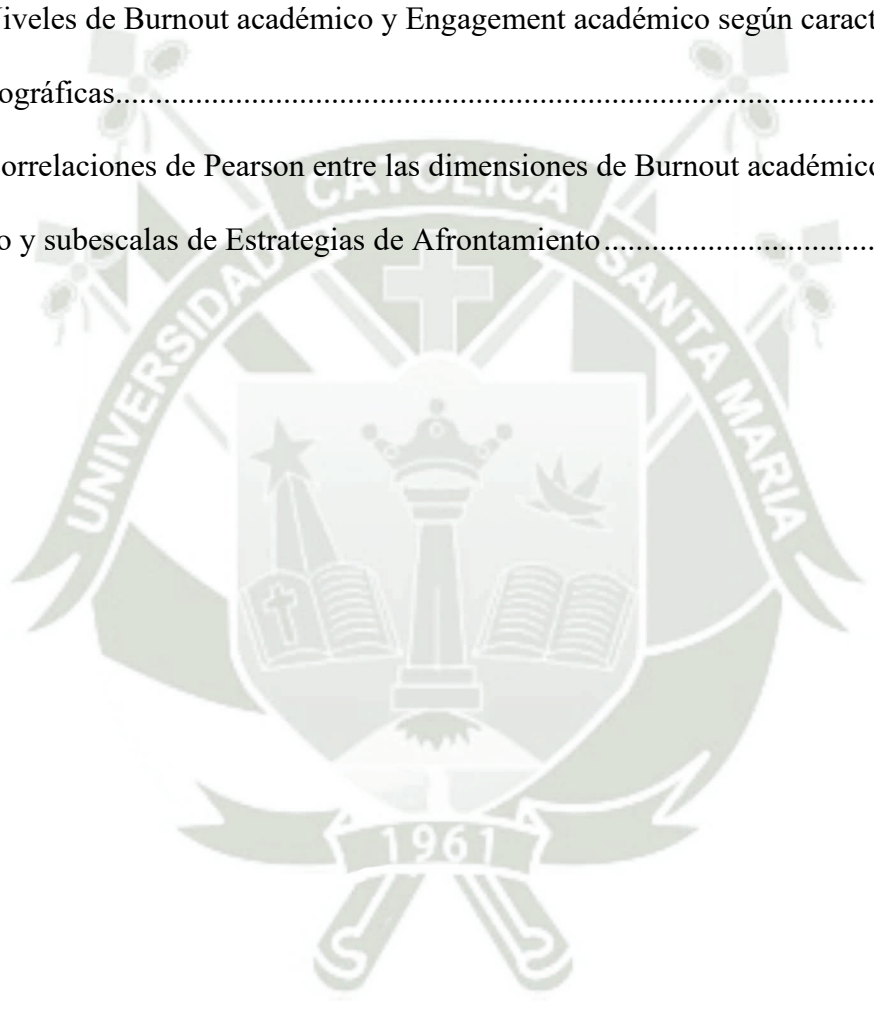 iveles de Burnout académico y Engagement académico según caract
ográficas..........................................................................................
orrelaciones de Pearson entre las dimensiones de Burnout académico
o y subescalas de Estrategias de Afrontamiento.................................
UNIVERSIDAD CATOLICA SANTA MARIA
1961